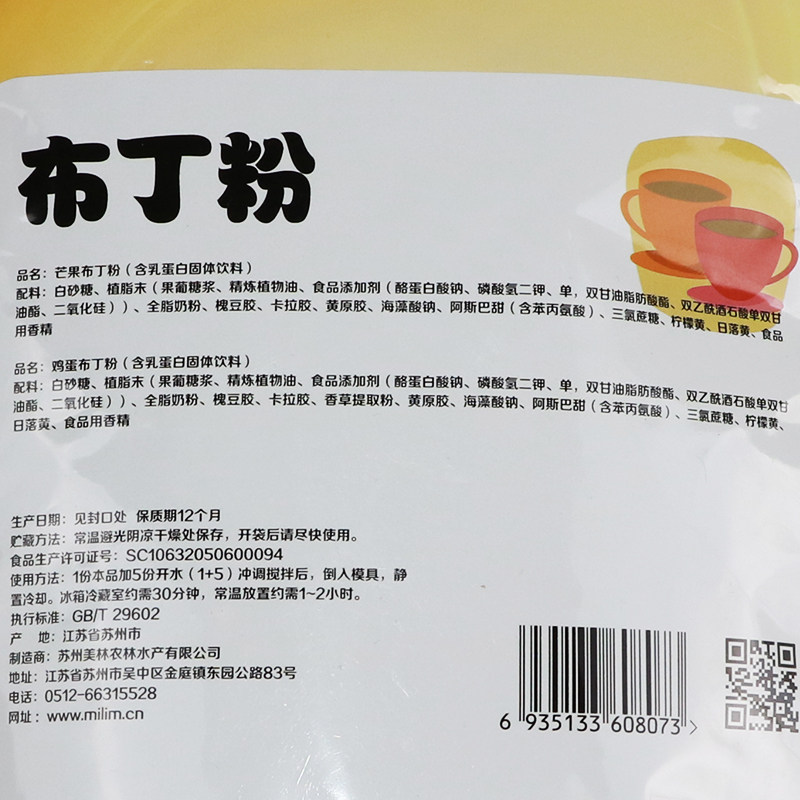 布丁粉
品名：芒果布丁粉（含乳蛋白固体饮料）
配料：白砂糖、植脂末（果葡糖浆、精炼植物油、食品添加剂（酪蛋白酸钠、磷酸氢二钾、单，双甘油脂肪酸酯、双乙酰酒石酸单双甘
油酯、二氧化硅））、全脂奶粉、槐豆胶、卡拉胶、黄原胶、海藻酸钠、阿斯巴甜（含苯丙氨酸）、三氯蔗糖、柠檬黄、日落黄、食品
用香精
品名：鸡蛋布丁粉（含乳蛋白固体饮料）
配料：白砂糖、植脂末（果葡糖浆、精炼植物油、食品添加剂（酪蛋白酸钠、磷酸氢二钾、单，双甘油脂肪酸酯、双乙酰酒石酸单双甘
油酯、二氧化硅））、全脂奶粉、槐豆胶、卡拉胶、香草提取粉、黄原胶、海藻酸钠、阿斯巴甜（含苯丙氨酸）、三氯蔗糖、柠檬黄、
日落黄、食品用香精
生产日期：见封口处 保质期12个月
贮藏方法：常温避光阴凉干燥处保存，开袋后请尽快使用。
食品生产许可证号：SC10632050600094
使用方法：1份本品加5份开水（1+5）冲调搅拌后，倒入模具，静
置冷却。冰箱冷藏室约需30分钟，常温放置约需1~2小时。
执行标准：GB/T 29602
产 地：江苏省苏州市
制造商：苏州美林农林水产有限公司
地址：江苏省苏州市吴中区金庭镇东园公路83号
电话：0512-66315528
网址：www.milim.cn
6 935133 608073